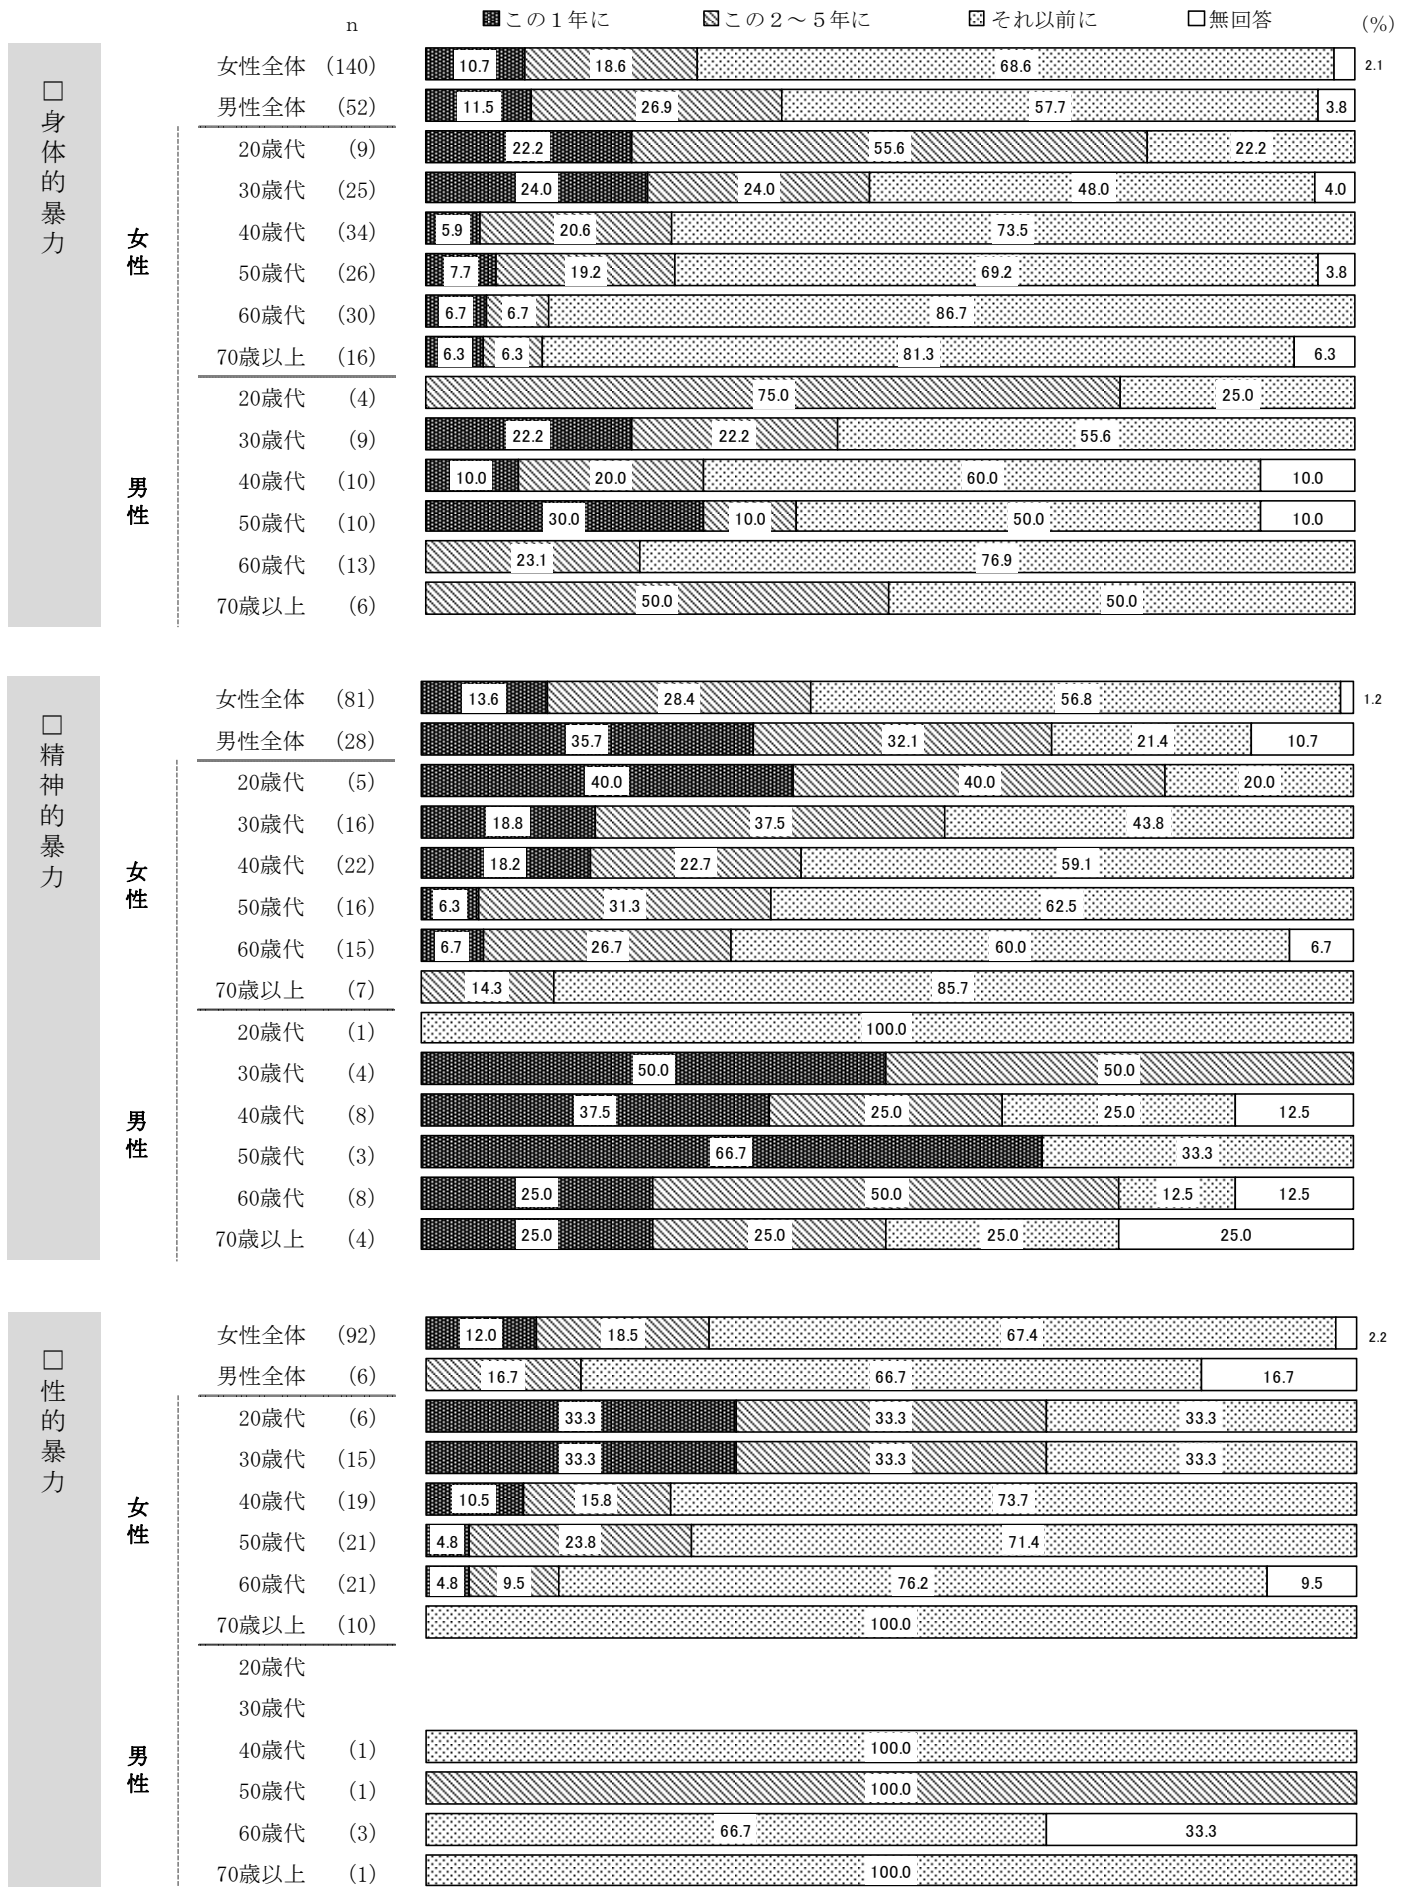 n
この１年に この２～５年に それ以前に 無回答 (%)
□身体的暴力
女性全体 (140) 10.7 18.6 68.6 2.1
男性全体 (52) 11.5 26.9 57.7 3.8
女性
20歳代 (9) 22.2 55.6 22.2
30歳代 (25) 24.0 24.0 48.0 4.0
40歳代 (34) 5.9 20.6 73.5
50歳代 (26) 7.7 19.2 69.2 3.8
60歳代 (30) 6.7 6.7 86.7
70歳以上 (16) 6.3 6.3 81.3 6.3
男性
20歳代 (4) 75.0 25.0
30歳代 (9) 22.2 22.2 55.6
40歳代 (10) 10.0 20.0 60.0 10.0
50歳代 (10) 30.0 10.0 50.0 10.0
60歳代 (13) 23.1 76.9
70歳以上 (6) 50.0 50.0
□精神的暴力
女性全体 (81) 13.6 28.4 56.8 1.2
男性全体 (28) 35.7 32.1 21.4 10.7
女性
20歳代 (5) 40.0 40.0 20.0
30歳代 (16) 18.8 37.5 43.8
40歳代 (22) 18.2 22.7 59.1
50歳代 (16) 6.3 31.3 62.5
60歳代 (15) 6.7 26.7 60.0 6.7
70歳以上 (7) 14.3 85.7
男性
20歳代 (1) 100.0
30歳代 (4) 50.0 50.0
40歳代 (8) 37.5 25.0 25.0 12.5
50歳代 (3) 66.7 33.3
60歳代 (8) 25.0 50.0 12.5 12.5
70歳以上 (4) 25.0 25.0 25.0 25.0
□性的暴力
女性全体 (92) 12.0 18.5 67.4 2.2
男性全体 (6) 16.7 66.7 16.7
女性
20歳代 (6) 33.3 33.3 33.3
30歳代 (15) 33.3 33.3 33.3
40歳代 (19) 10.5 15.8 73.7
50歳代 (21) 4.8 23.8 71.4
60歳代 (21) 4.8 9.5 76.2 9.5
70歳以上 (10) 100.0
男性
20歳代
30歳代
40歳代 (1) 100.0
50歳代 (1) 100.0
60歳代 (3) 66.7 33.3
70歳以上 (1) 100.0